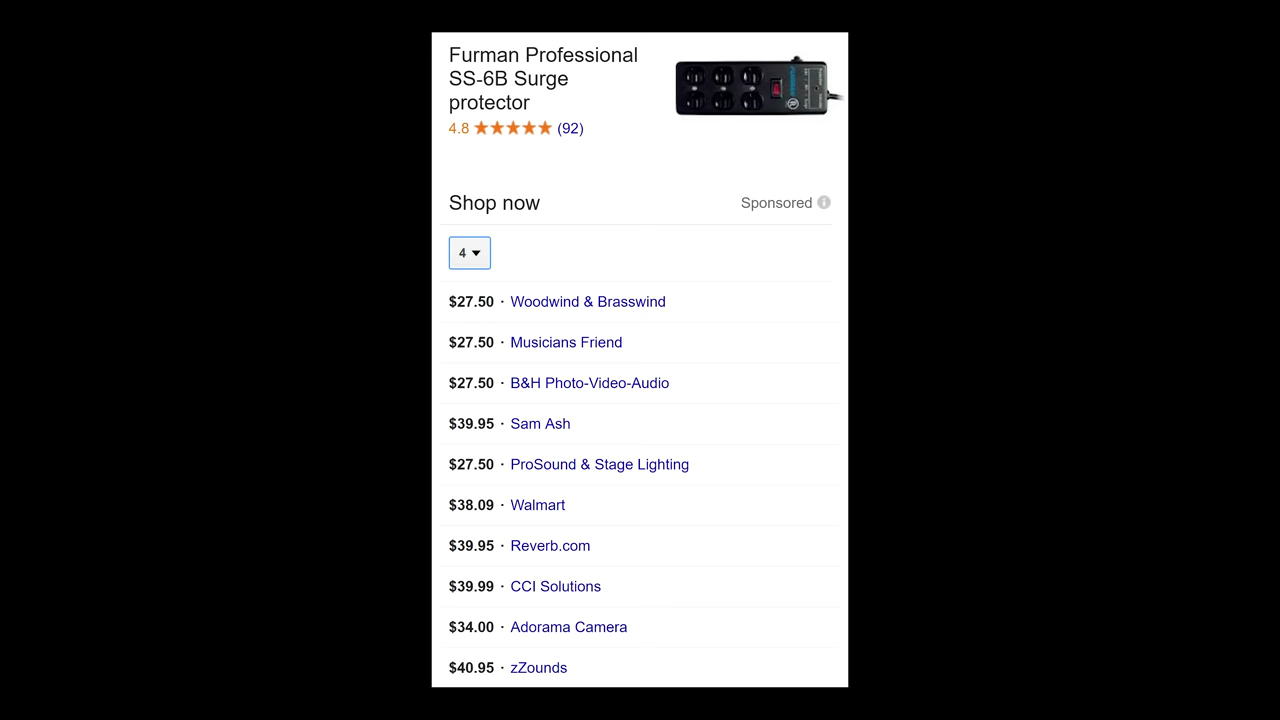 Furman Professional
SS-6B Surge
protector
4.8 ★★★★★ (92)
Shop now
Sponsored
4
$27.50 · Woodwind & Brasswind
$27.50 · Musicians Friend
$27.50 · B&H Photo-Video-Audio
$39.95 · Sam Ash
$27.50 · ProSound & Stage Lighting
$38.09 · Walmart
$39.95 · Reverb.com
$39.99 · CCI Solutions
$34.00 · Adorama Camera
$40.95 · zZounds